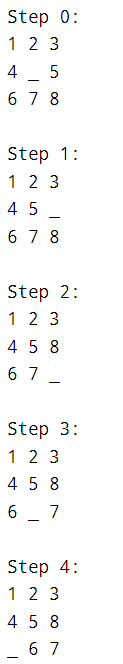 Step 0:
1 2 3
4 _ 5
6 7 8

Step 1:
1 2 3
4 5 _
6 7 8

Step 2:
1 2 3
4 5 8
6 7 _

Step 3:
1 2 3
4 5 8
6 _ 7

Step 4:
1 2 3
4 5 8
_ 6 7